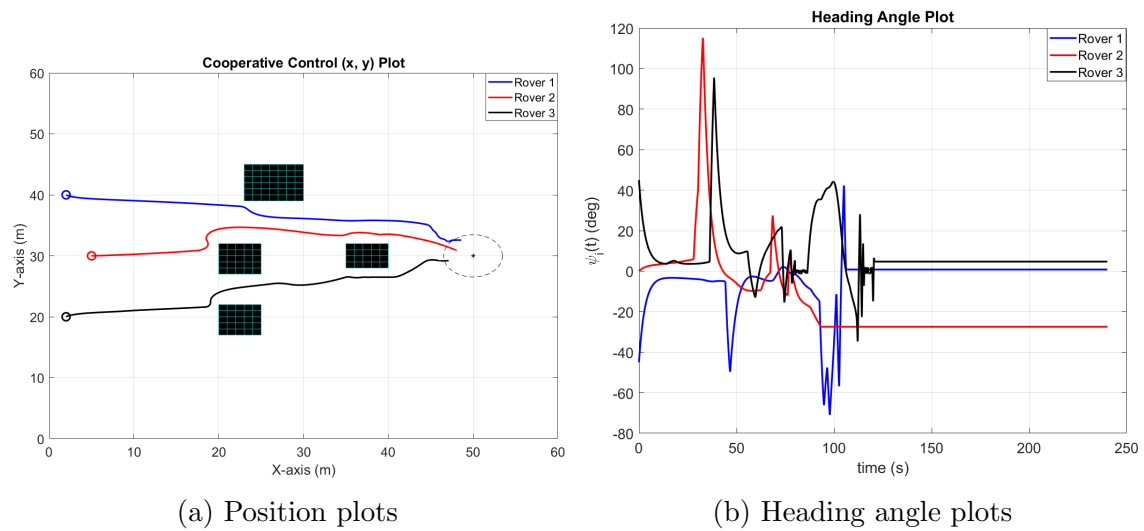 Cooperative Control (x, y) Plot
60
50
40
30
20
10
0
Y-axis (m)
0 10 20 30 40 50 60
X-axis (m)
Rover 1
Rover 2
Rover 3
(a) Position plots
Heading Angle Plot
120
100
80
60
40
20
0
-20
-40
-60
-80
ψi(t) (deg)
0 50 100 150 200 250
time (s)
Rover 1
Rover 2
Rover 3
(b) Heading angle plots